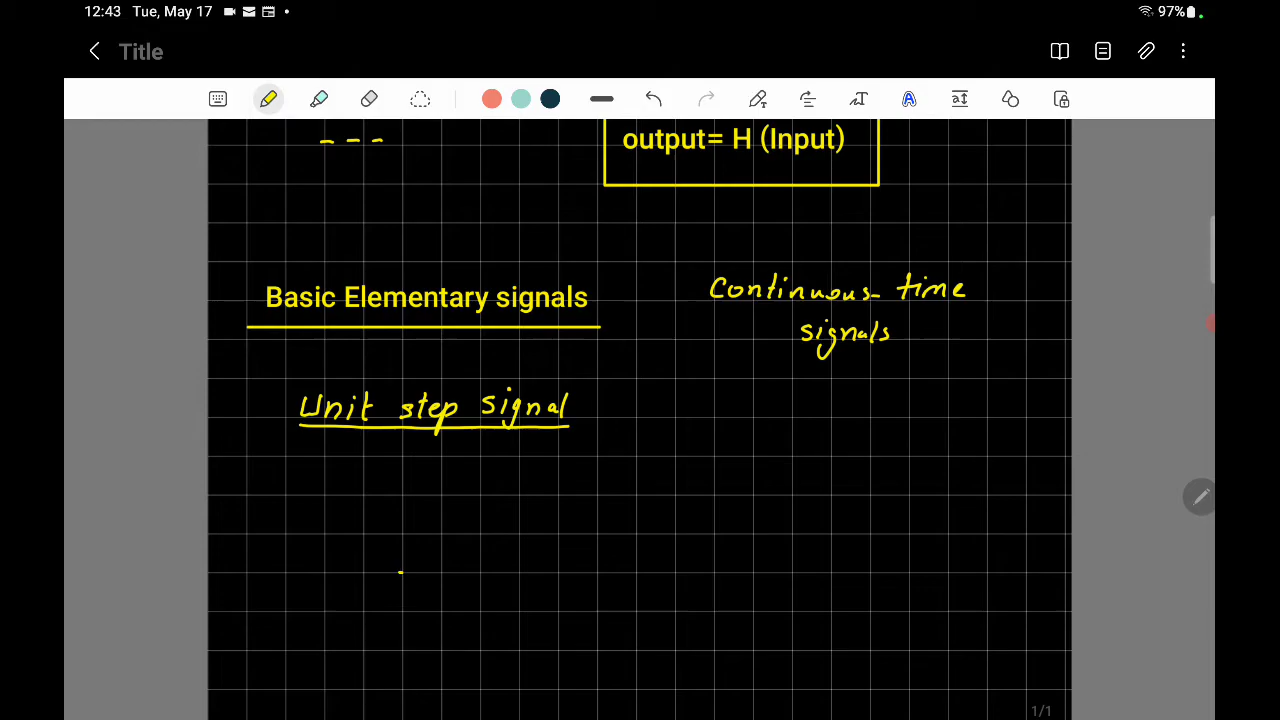 12:43 Tue, May 17
97%
Title
output= H (Input)
Basic Elementary signals
Continuous-time
signals
Unit step signal
1/1